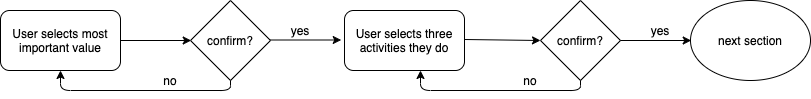 User selects most
important value
confirm?
yes
no
User selects three
activities they do
confirm?
yes
no
next section